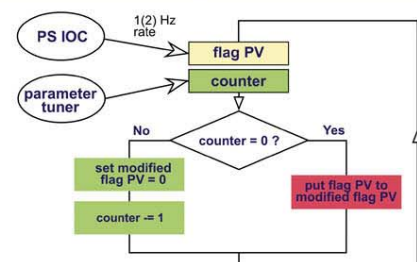 PS IOC
1(2) Hz
rate
flag PV
counter
parameter
tuner
No
Yes
counter = 0 ?
set modified
flag PV = 0
put flag PV to
modified flag PV
counter -= 1